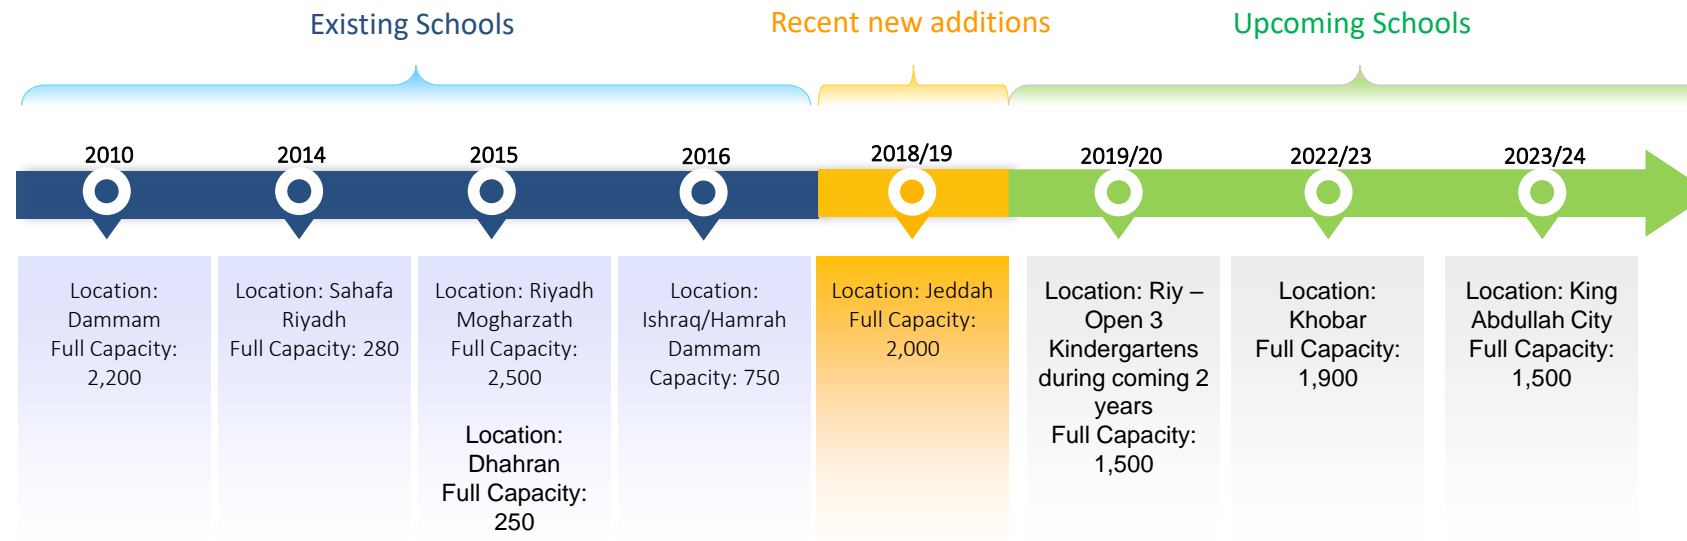 Existing Schools
Recent new additions
Upcoming Schools
2010
2014
2015
2016
2018/19
2019/20
2022/23
2023/24
Location:
Dammam
Full Capacity:
2,200
Location: Sahafa
Riyadh
Full Capacity: 280
Location: Riyadh
Mogharzath
Full Capacity:
2,500
Location:
Dhahran
Full Capacity:
250
Location:
Ishraq/Hamrah
Dammam
Capacity: 750
Location: Jeddah
Full Capacity:
2,000
Location: Riy –
Open 3
Kindergartens
during coming 2
years
Full Capacity:
1,500
Location:
Khobar
Full Capacity:
1,900
Location: King
Abdullah City
Full Capacity:
1,500